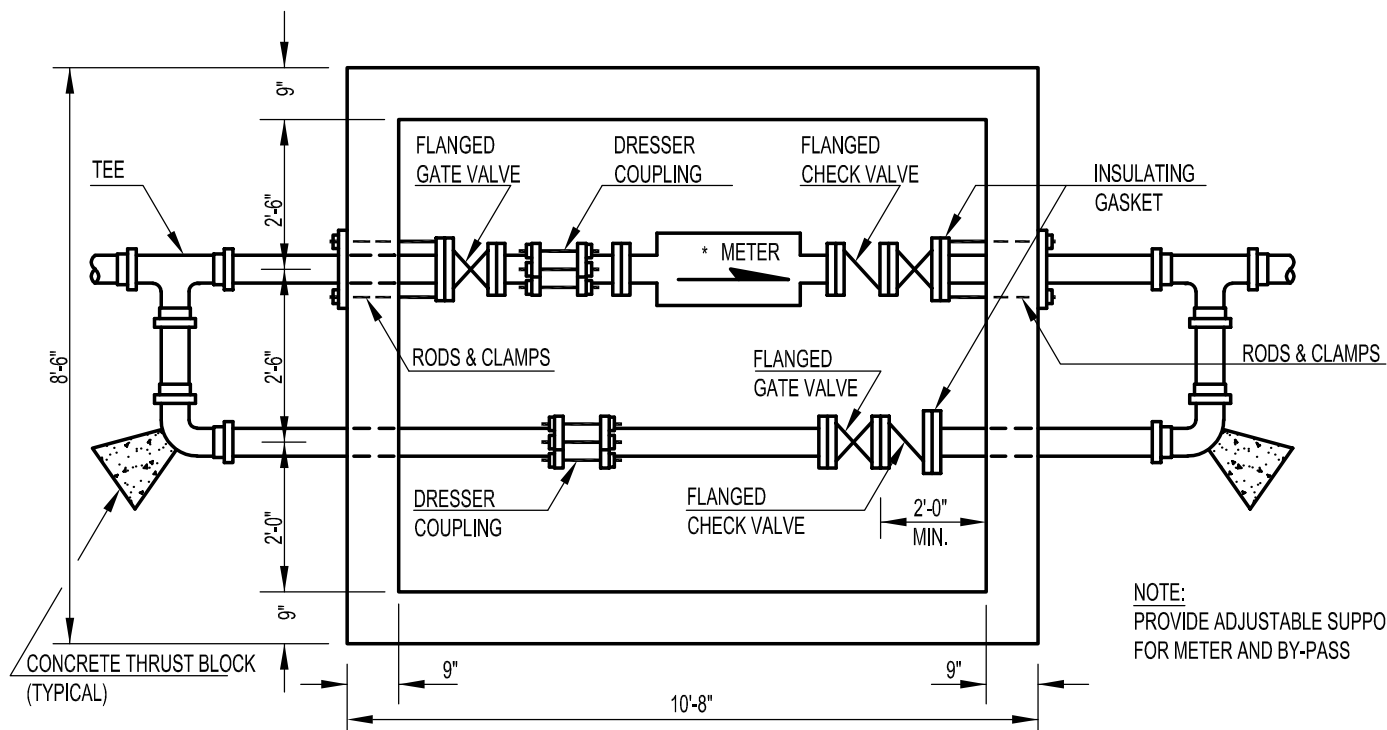 9"
FLANGED
GATE VALVE
DRESSER
COUPLING
FLANGED
CHECK VALVE
INSULATING
GASKET
TEE
2'-6"
* METER
8'-6"
2'-6"
RODS & CLAMPS
FLANGED
GATE VALVE
RODS & CLAMPS
DRESSER
COUPLING
FLANGED
CHECK VALVE
2'-0"
MIN.
2'-0"
9"
NOTE:
PROVIDE ADJUSTABLE SUPPO
FOR METER AND BY-PASS
CONCRETE THRUST BLOCK
(TYPICAL)
9"
9"
10'-8"